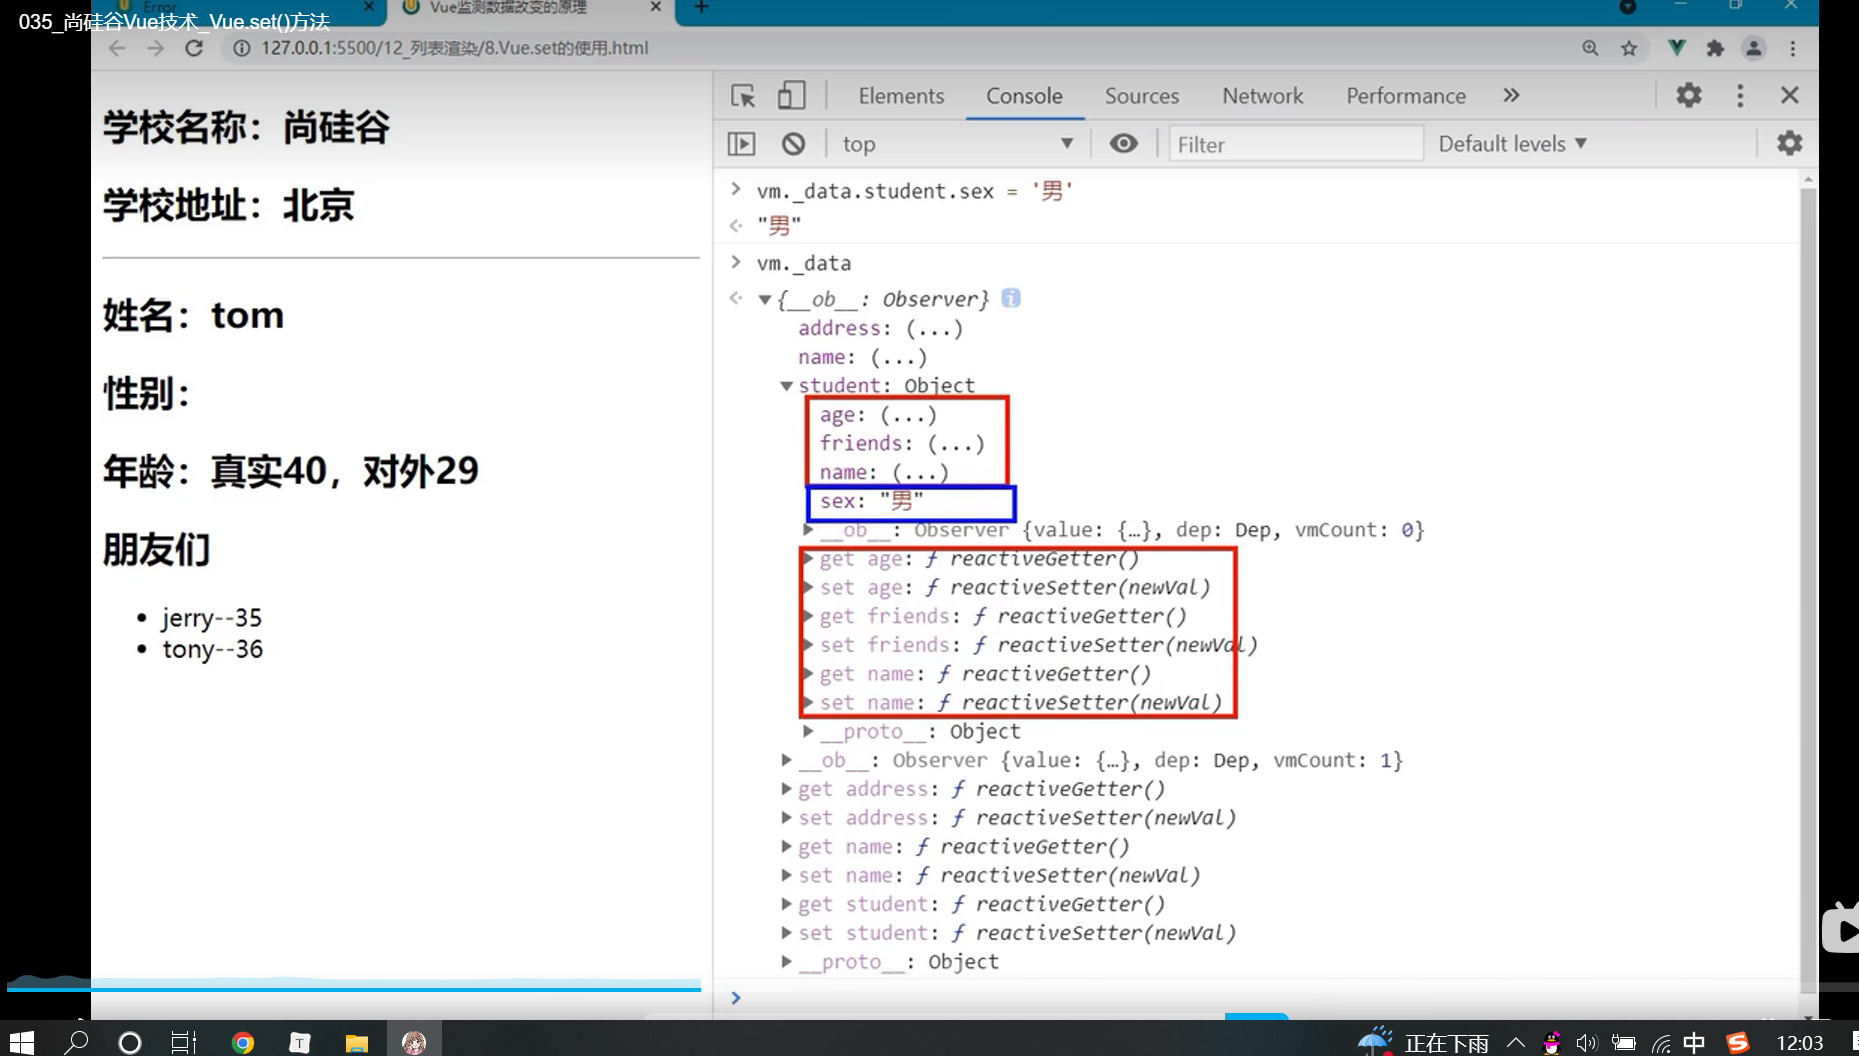 035_尚硅谷Vue技术_Vue.set()方法
Error
Vue监测数据改变的原理
127.0.0.1:5500/12_列表渲染/8.Vue.set的使用.html
学校名称：尚硅谷
学校地址：北京
姓名：tom
性别：
年龄：真实40，对外29
朋友们
jerry--35
tony--36
Elements Console Sources Network Performance »
top Filter Default levels
vm._data.student.sex = '男'
"男"
vm._data
{__ob__: Observer}
address: (...)
name: (...)
student: Object
age: (...)
friends: (...)
name: (...)
sex: "男"
__ob__: Observer {value: {…}, dep: Dep, vmCount: 0}
get age: ƒ reactiveGetter()
set age: ƒ reactiveSetter(newVal)
get friends: ƒ reactiveGetter()
set friends: ƒ reactiveSetter(newVal)
get name: ƒ reactiveGetter()
set name: ƒ reactiveSetter(newVal)
__proto__: Object
__ob__: Observer {value: {…}, dep: Dep, vmCount: 1}
get address: ƒ reactiveGetter()
set address: ƒ reactiveSetter(newVal)
get name: ƒ reactiveGetter()
set name: ƒ reactiveSetter(newVal)
get student: ƒ reactiveGetter()
set student: ƒ reactiveSetter(newVal)
__proto__: Object
正在下雨 中 12:03